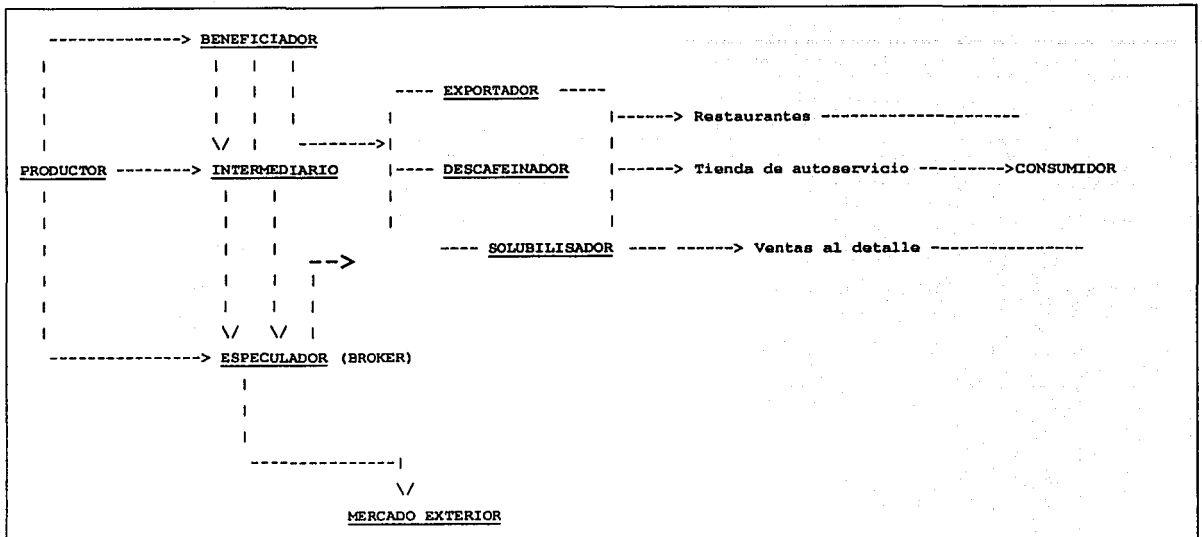 BENEFICIADOR
EXPORTADOR
Restaurantes
PRODUCTOR INTERMEDIARIO DESCAFEINADOR Tienda de autoservicio CONSUMIDOR
SOLUBILISADOR Ventas al detalle
ESPECULADOR (BROKER)
MERCADO EXTERIOR